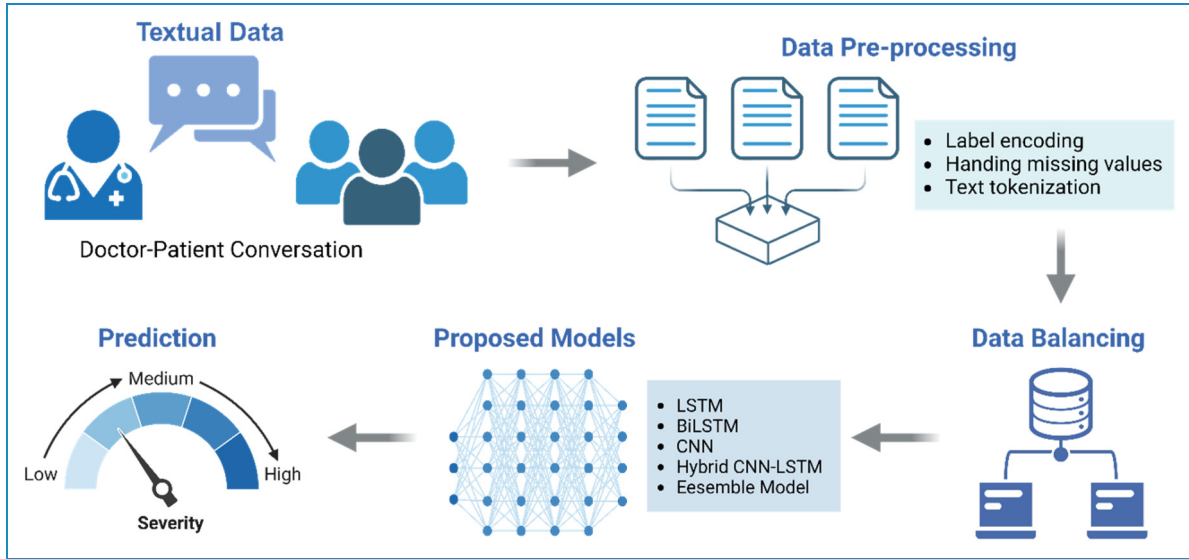 Textual Data
Doctor-Patient Conversation
Data Pre-processing
• Label encoding
• Handing missing values
• Text tokenization
Data Balancing
Proposed Models
• LSTM
• BiLSTM
• CNN
• Hybrid CNN-LSTM
• Eesemble Model
Prediction
Medium
Low
High
Severity